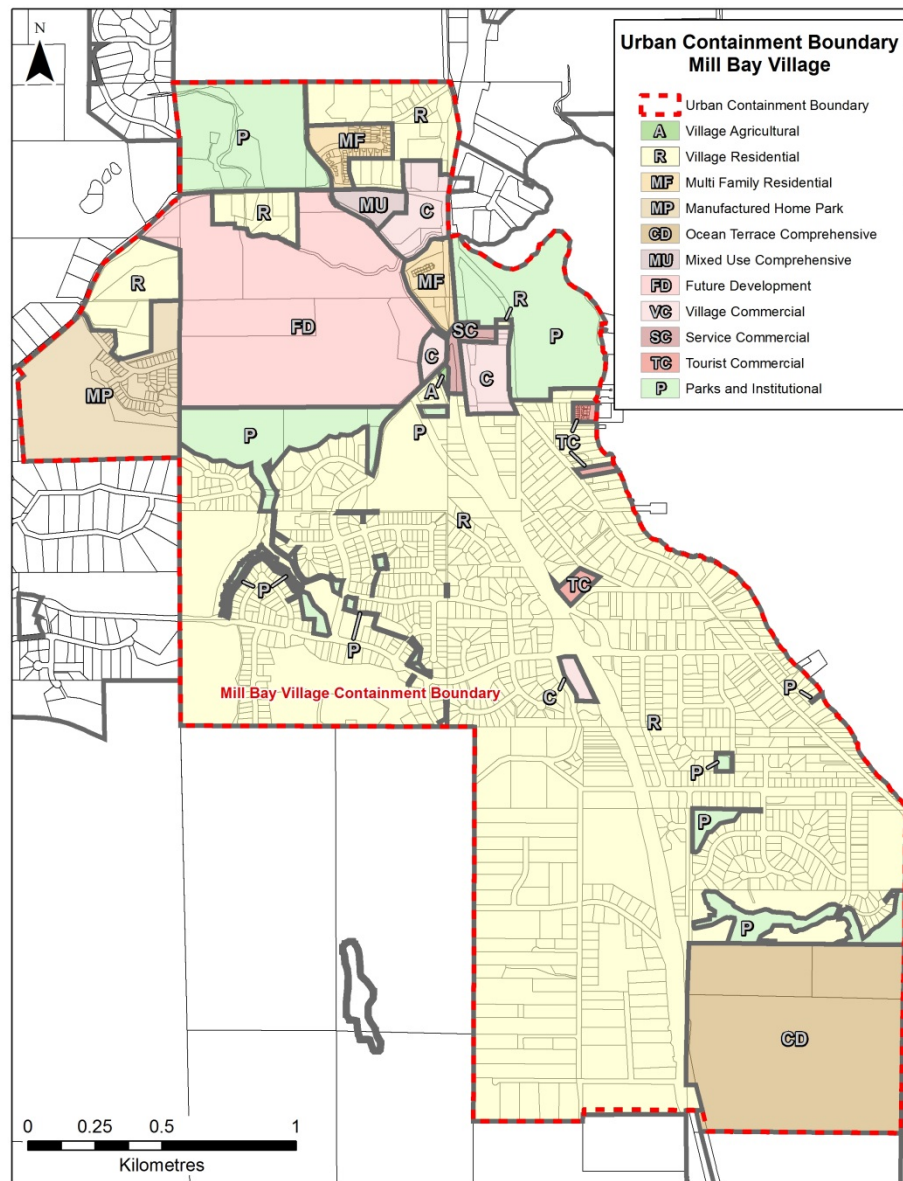 N
Urban Containment Boundary
Mill Bay Village
Urban Containment Boundary
A Village Agricultural
R Village Residential
MF Multi Family Residential
MP Manufactured Home Park
CD Ocean Terrace Comprehensive
MU Mixed Use Comprehensive
FD Future Development
VC Village Commercial
SC Service Commercial
TC Tourist Commercial
P Parks and Institutional
R
P
MF
MU
C
R
R
MF
R
FD
SC
P
C
C
MP
A
P
P
TC
R
TC
P
P
Mill Bay Village Containment Boundary
C
P
R
P
P
P
CD
0 0.25 0.5 1
Kilometres